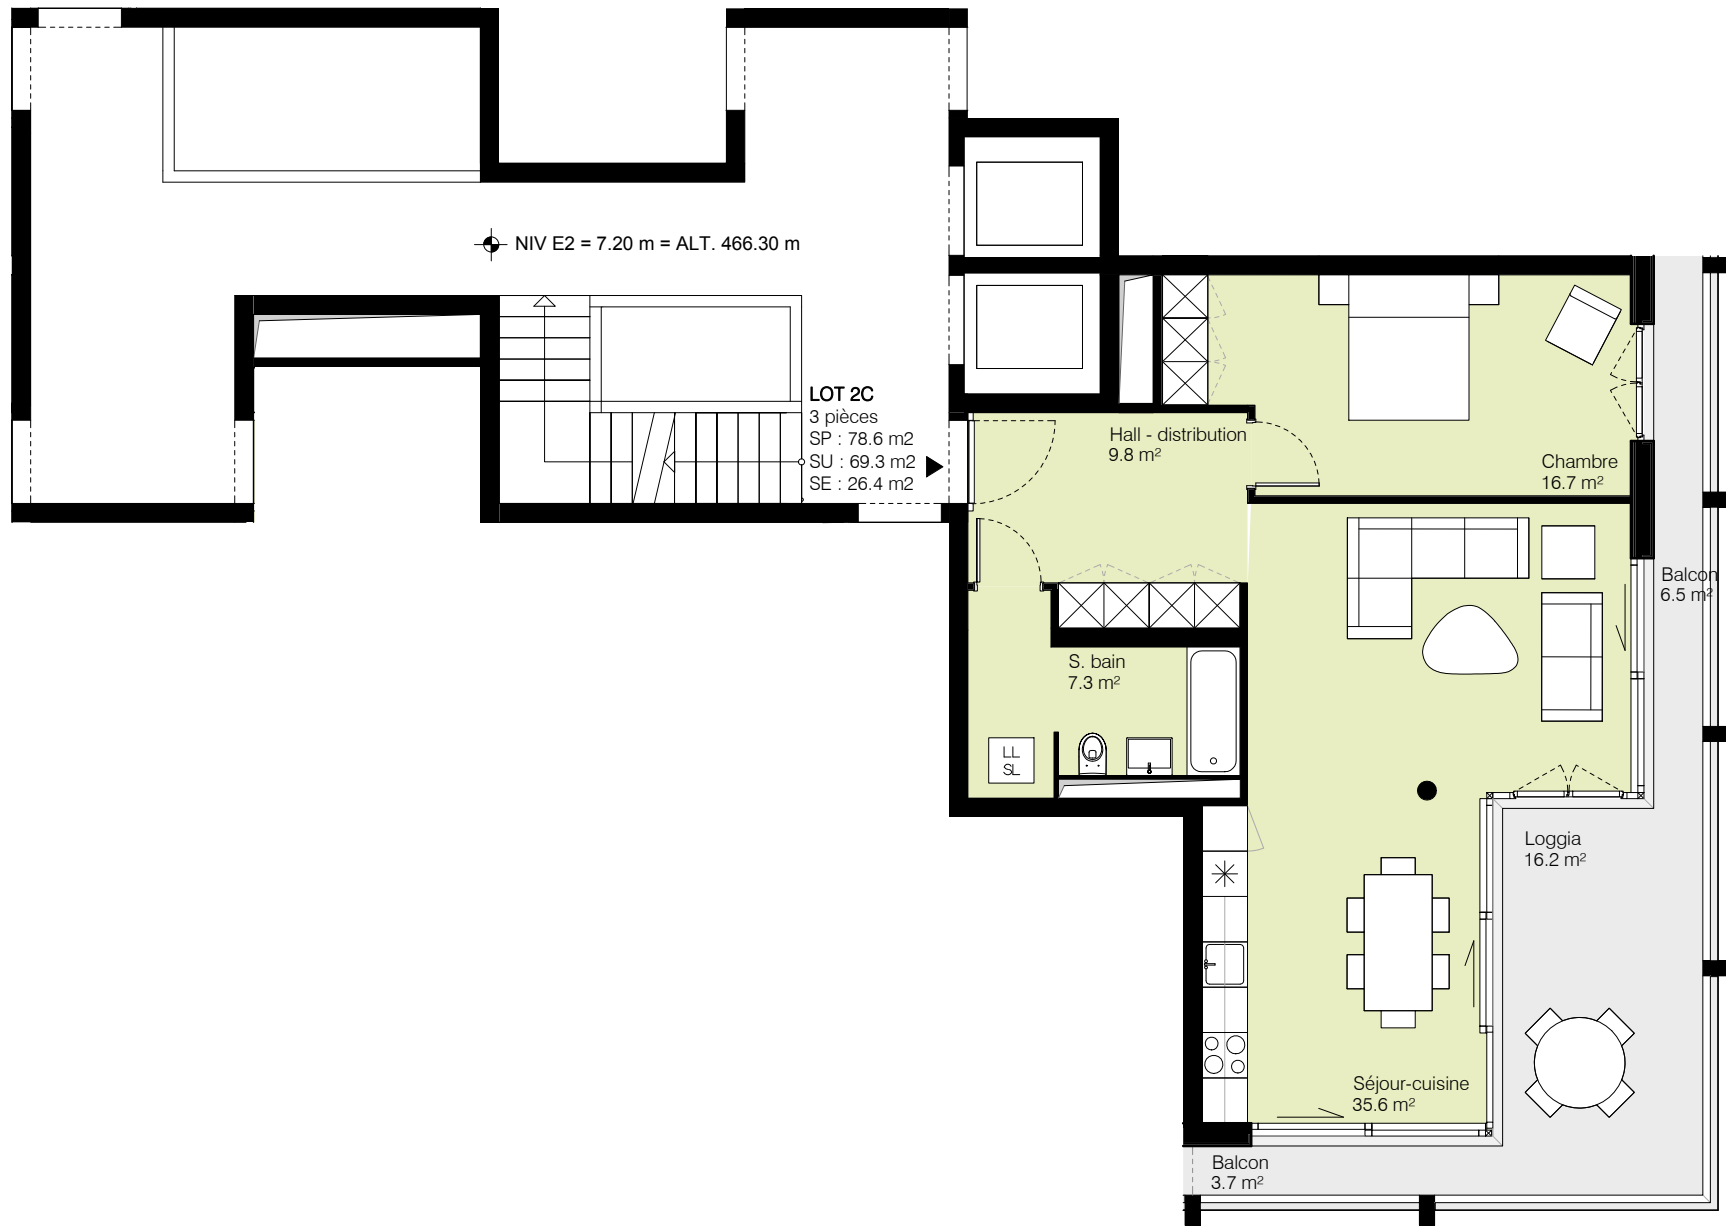 NIV E2 = 7.20 m = ALT. 466.30 m
LOT 2C
3 pièces
SP : 78.6 m2
SU : 69.3 m2
SE : 26.4 m2
Hall - distribution
9.8 m²
Chambre
16.7 m²
Balcon
6.5 m²
S. bain
7.3 m²
LL
SL
Loggia
16.2 m²
Séjour-cuisine
35.6 m²
Balcon
3.7 m²